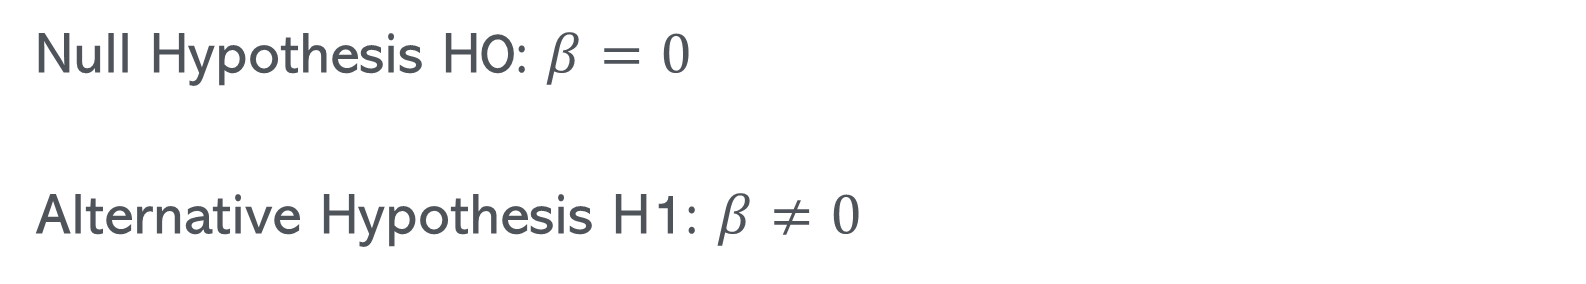 Null Hypothesis H0: β = 0
Alternative Hypothesis H1: β ≠ 0